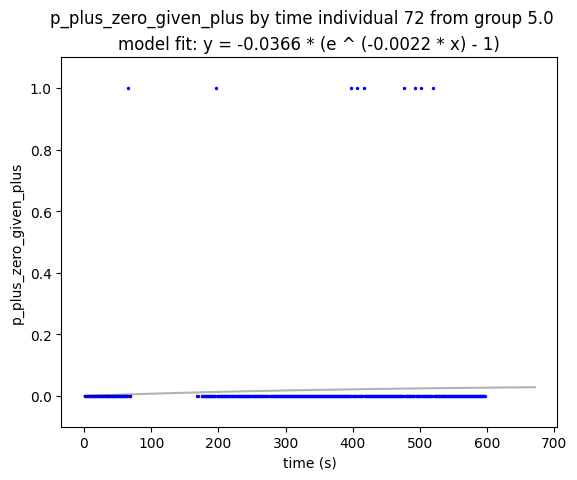 p_plus_zero_given_plus by time individual 72 from group 5.0
model fit: y = -0.0366 * (e ^ (-0.0022 * x) - 1)
p_plus_zero_given_plus
1.0
0.8
0.6
0.4
0.2
0.0
0 100 200 300 400 500 600 700
time (s)